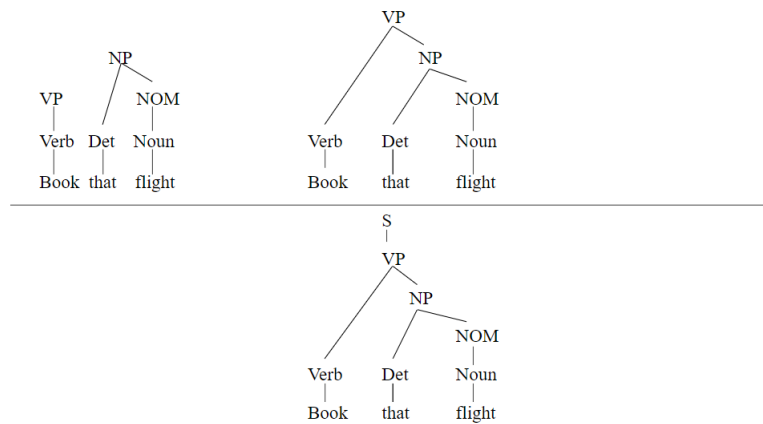 NP
VP NOM
Verb Det Noun
Book that flight
VP
NP
NOM
Verb Det Noun
Book that flight
S
VP
NP
NOM
Verb Det Noun
Book that flight